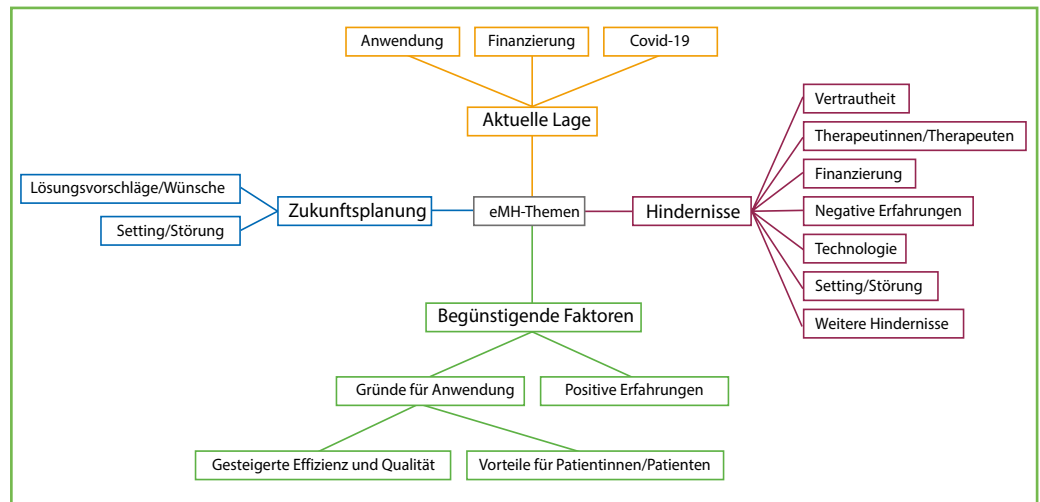 Anwendung
Finanzierung
Covid-19
Aktuelle Lage
Vertrautheit
Therapeutinnen/Therapeuten
Finanzierung
Negative Erfahrungen
Technologie
Setting/Störung
Weitere Hindernisse
Lösungsvorschläge/Wünsche
Setting/Störung
Zukunftsplanung
eMH-Themen
Hindernisse
Begünstigende Faktoren
Gründe für Anwendung
Positive Erfahrungen
Gesteigerte Effizienz und Qualität
Vorteile für Patientinnen/Patienten